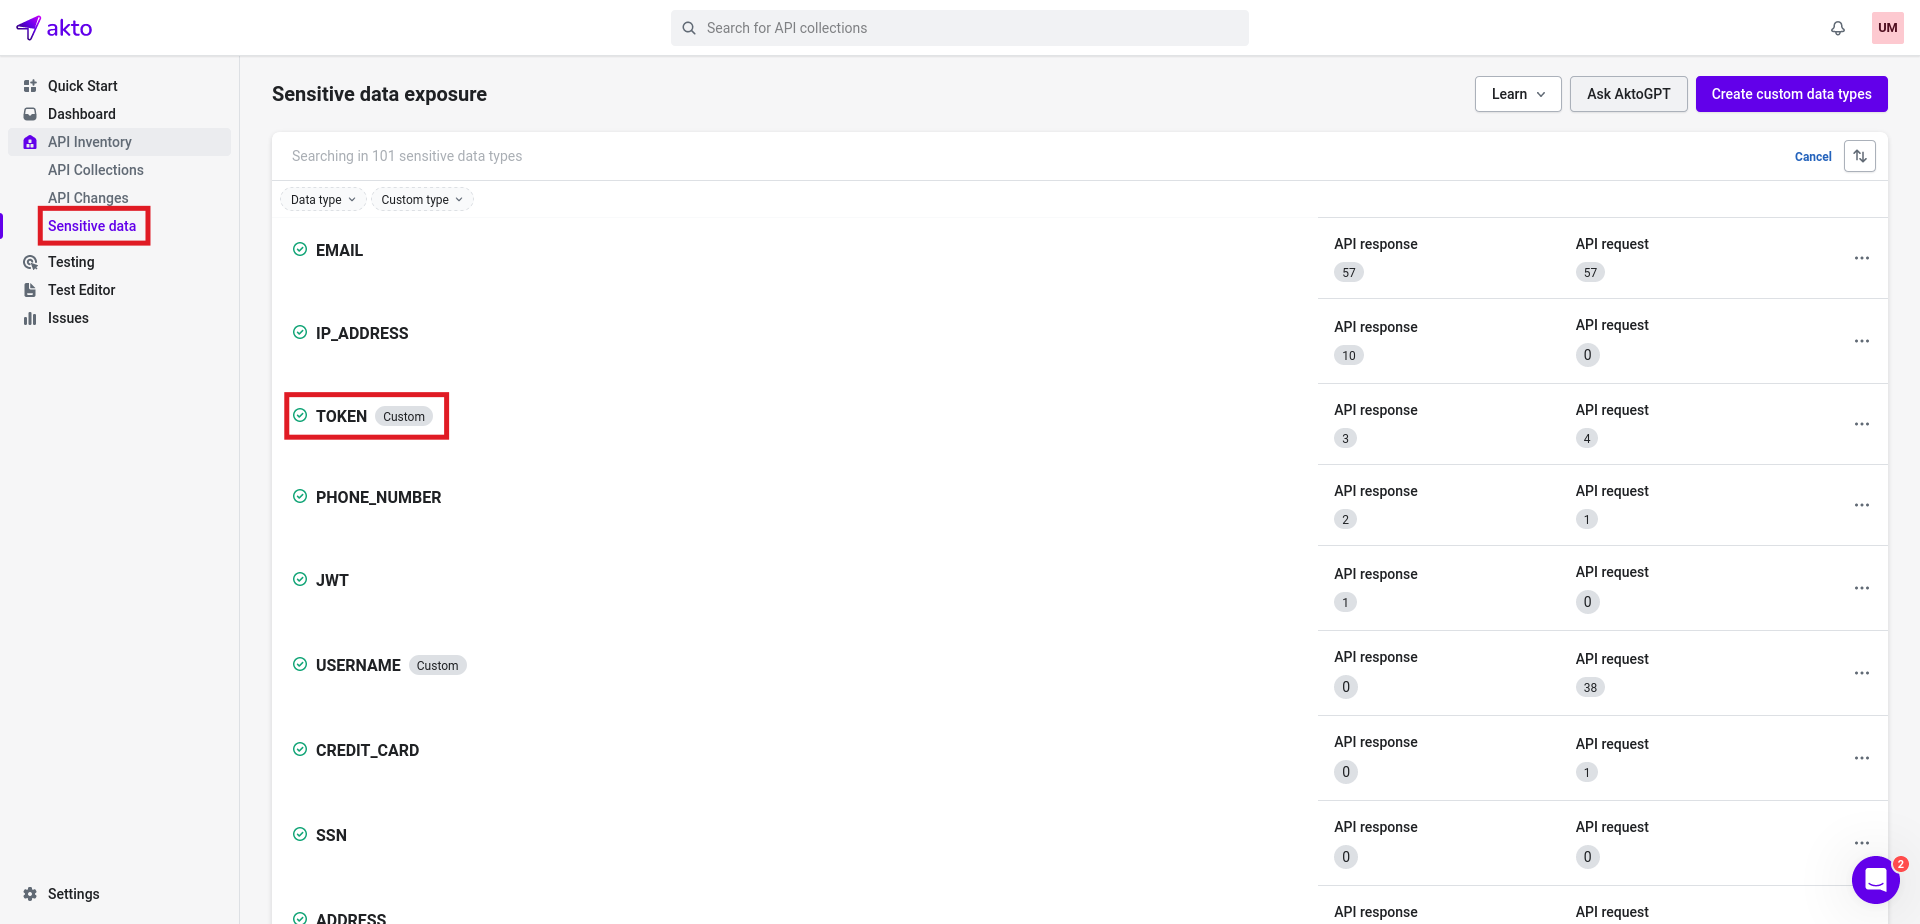 akto
Search for API collections
UM
Quick Start
Dashboard
API Inventory
API Collections
API Changes
Sensitive data
Testing
Test Editor
Issues
Settings
Sensitive data exposure
Learn
Ask AktoGPT
Create custom data types
Searching in 101 sensitive data types
Cancel
Data type
Custom type
EMAIL
API response
57
API request
57
IP_ADDRESS
API response
10
API request
0
TOKEN Custom
API response
3
API request
4
PHONE_NUMBER
API response
2
API request
1
JWT
API response
1
API request
0
USERNAME Custom
API response
0
API request
38
CREDIT_CARD
API response
0
API request
1
SSN
API response
0
API request
0
ADDRESS
API response
API request
2